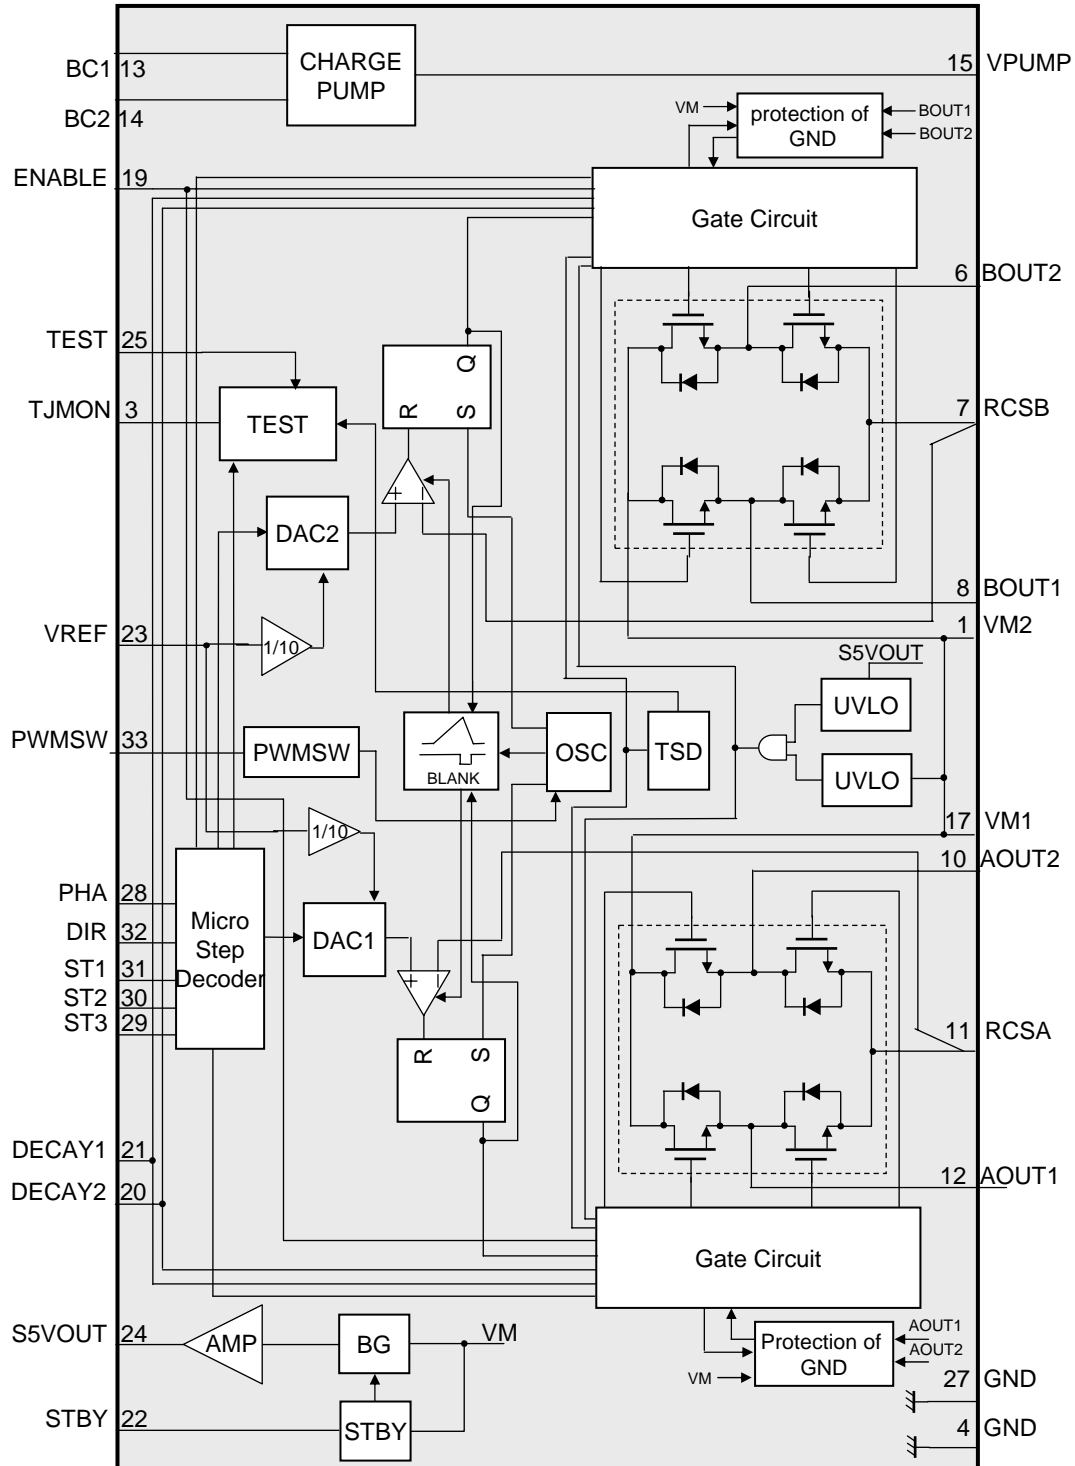 BC1 13
BC2 14
CHARGE
PUMP
15 VPUMP
VM
protection of
GND
BOUT1
BOUT2
ENABLE 19
Gate Circuit
6 BOUT2
TEST 25
TJMON 3
TEST
Q
R S
7 RCSB
+ −
DAC2
8 BOUT1
VREF 23
1/10
1 VM2
S5VOUT
UVLO
PWMSW 33
PWMSW
BLANK
OSC
TSD
UVLO
17 VM1
1/10
10 AOUT2
PHA 28
DIR 32
ST1 31
ST2 30
ST3 29
Micro
Step
Decoder
DAC1
+ −
R S
Q
11 RCSA
DECAY1 21
DECAY2 20
12 AOUT1
Gate Circuit
S5VOUT 24
AMP
BG
VM
Protection of
GND
AOUT1
AOUT2
VM
27 GND
STBY 22
STBY
4 GND